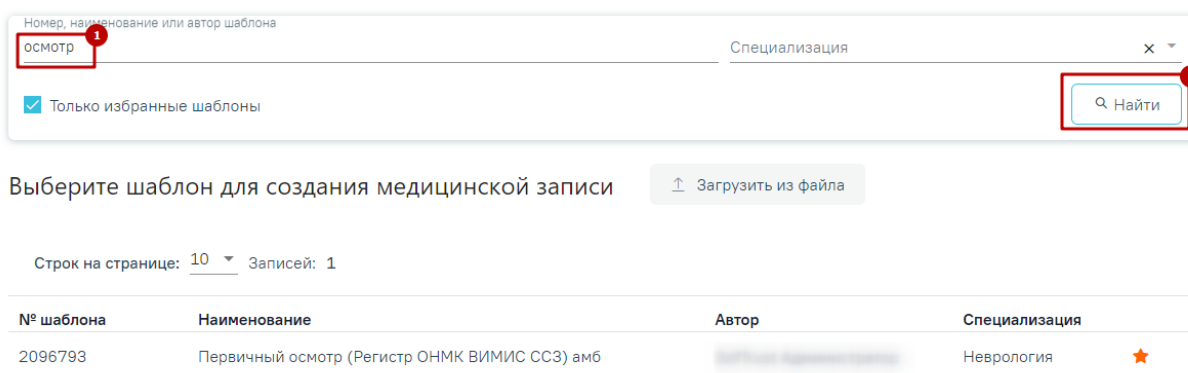 Номер, наименование или автор шаблона
1
осмотр
Специализация
Только избранные шаблоны
Найти
Выберите шаблон для создания медицинской записи
Загрузить из файла
Строк на странице: 10 Записей: 1
№ шаблона Наименование Автор Специализация
2096793 Первичный осмотр (Регистр ОНМК ВИМИС ССЗ) амб Неврология